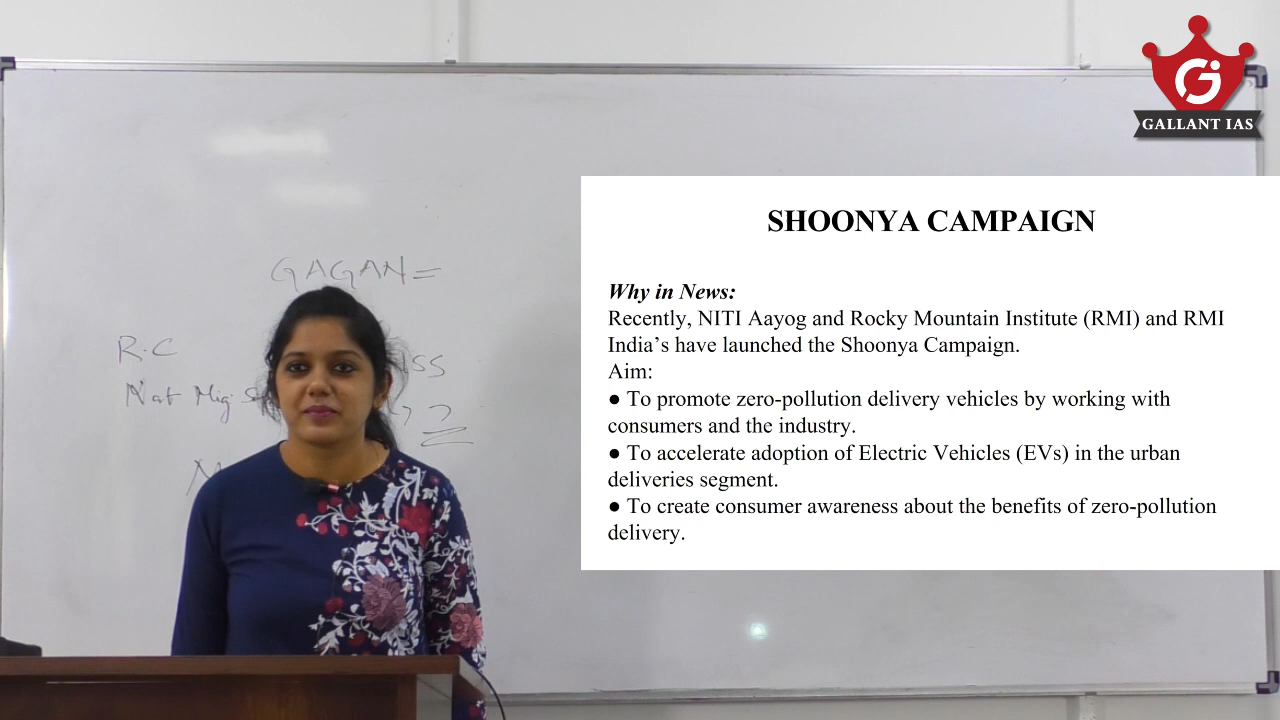 GALLANT IAS
GAGAN =
R.C
Nat Mig
SHOONYA CAMPAIGN
Why in News:
Recently, NITI Aayog and Rocky Mountain Institute (RMI) and RMI
India’s have launched the Shoonya Campaign.
Aim:
● To promote zero-pollution delivery vehicles by working with
consumers and the industry.
● To accelerate adoption of Electric Vehicles (EVs) in the urban
deliveries segment.
● To create consumer awareness about the benefits of zero-pollution
delivery.